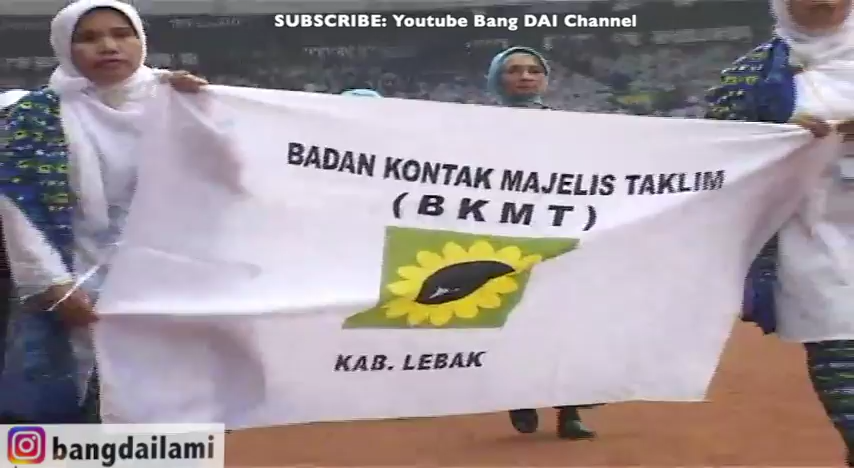 SUBSCRIBE: Youtube Bang DAI Channel
BADAN KONTAK MAJELIS TAKLIM
(BKMT)
KAB. LEBAK
bangdailami